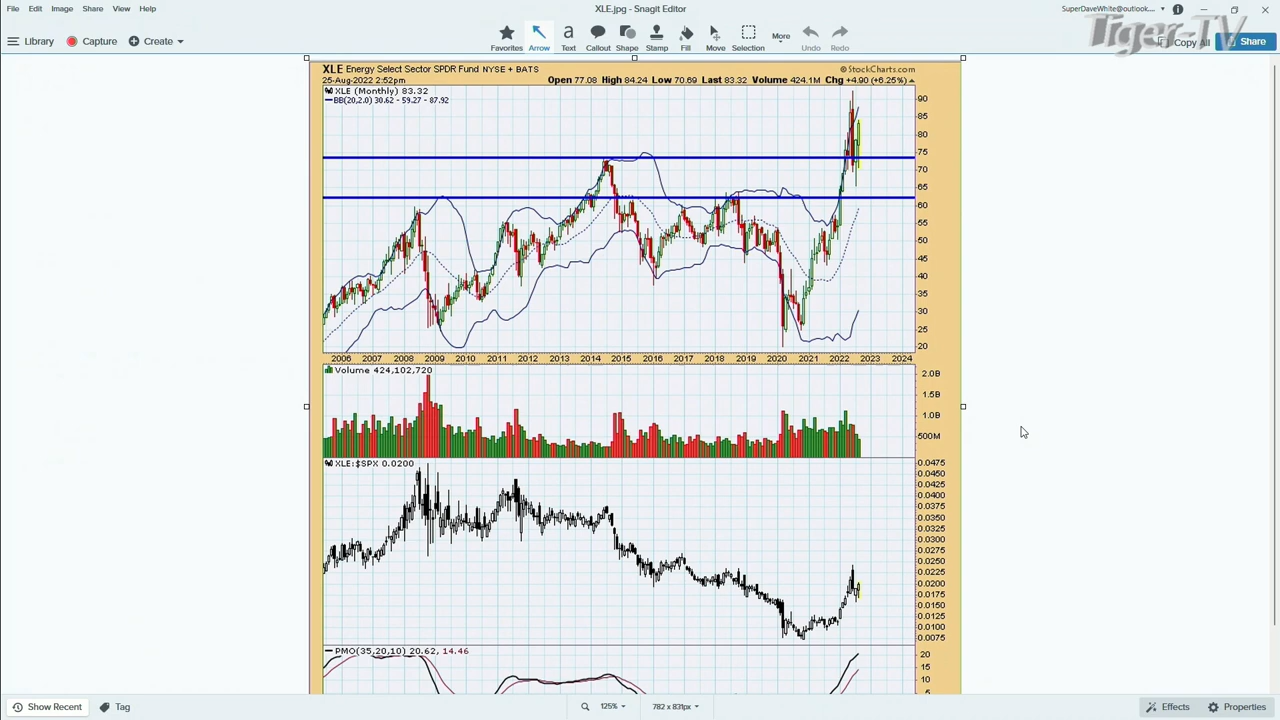 File Edit Image Share View Help
XLE.jpg - Snagit Editor
SuperDaveWhite@outlook....
Tiger-TV
Library Capture Create
Favorites Arrow Text Callout Shape Stamp Fill Move Selection More Undo Redo
Copy All Share
XLE Energy Select Sector SPDR Fund NYSE + BATS
© StockCharts.com
25-Aug-2022 2:52pm
Open 77.08 High 84.24 Low 70.69 Last 83.32 Volume 424.1M Chg +4.90 (+6.25%)
XLE (Monthly) 83.32
BB(20,2.0) 30.62 - 59.27 - 87.92
90
85
80
75
70
65
60
55
50
45
40
35
30
25
20
2006 2007 2008 2009 2010 2011 2012 2013 2014 2015 2016 2017 2018 2019 2020 2021 2022 2023 2024
Volume 424,102,720
2.0B
1.5B
1.0B
500M
XLE:$SPX 0.0200
0.0475
0.0450
0.0425
0.0400
0.0375
0.0350
0.0325
0.0300
0.0275
0.0250
0.0225
0.0200
0.0175
0.0150
0.0125
0.0100
0.0075
PMO(35,20,10) 20.62, 14.46
20
15
10
5
Show Recent Tag
125% 782 x 831px
Effects Properties